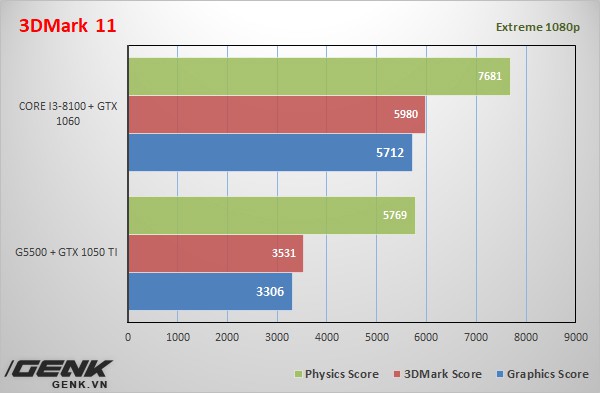 3DMark 11
Extreme 1080p
CORE I3-8100 + GTX
1060
7681
5980
5712
G5500 + GTX 1050 TI
5769
3531
3306
0 1000 2000 3000 4000 5000 6000 7000 8000 9000
Physics Score 3DMark Score Graphics Score
GENK
GENK.VN